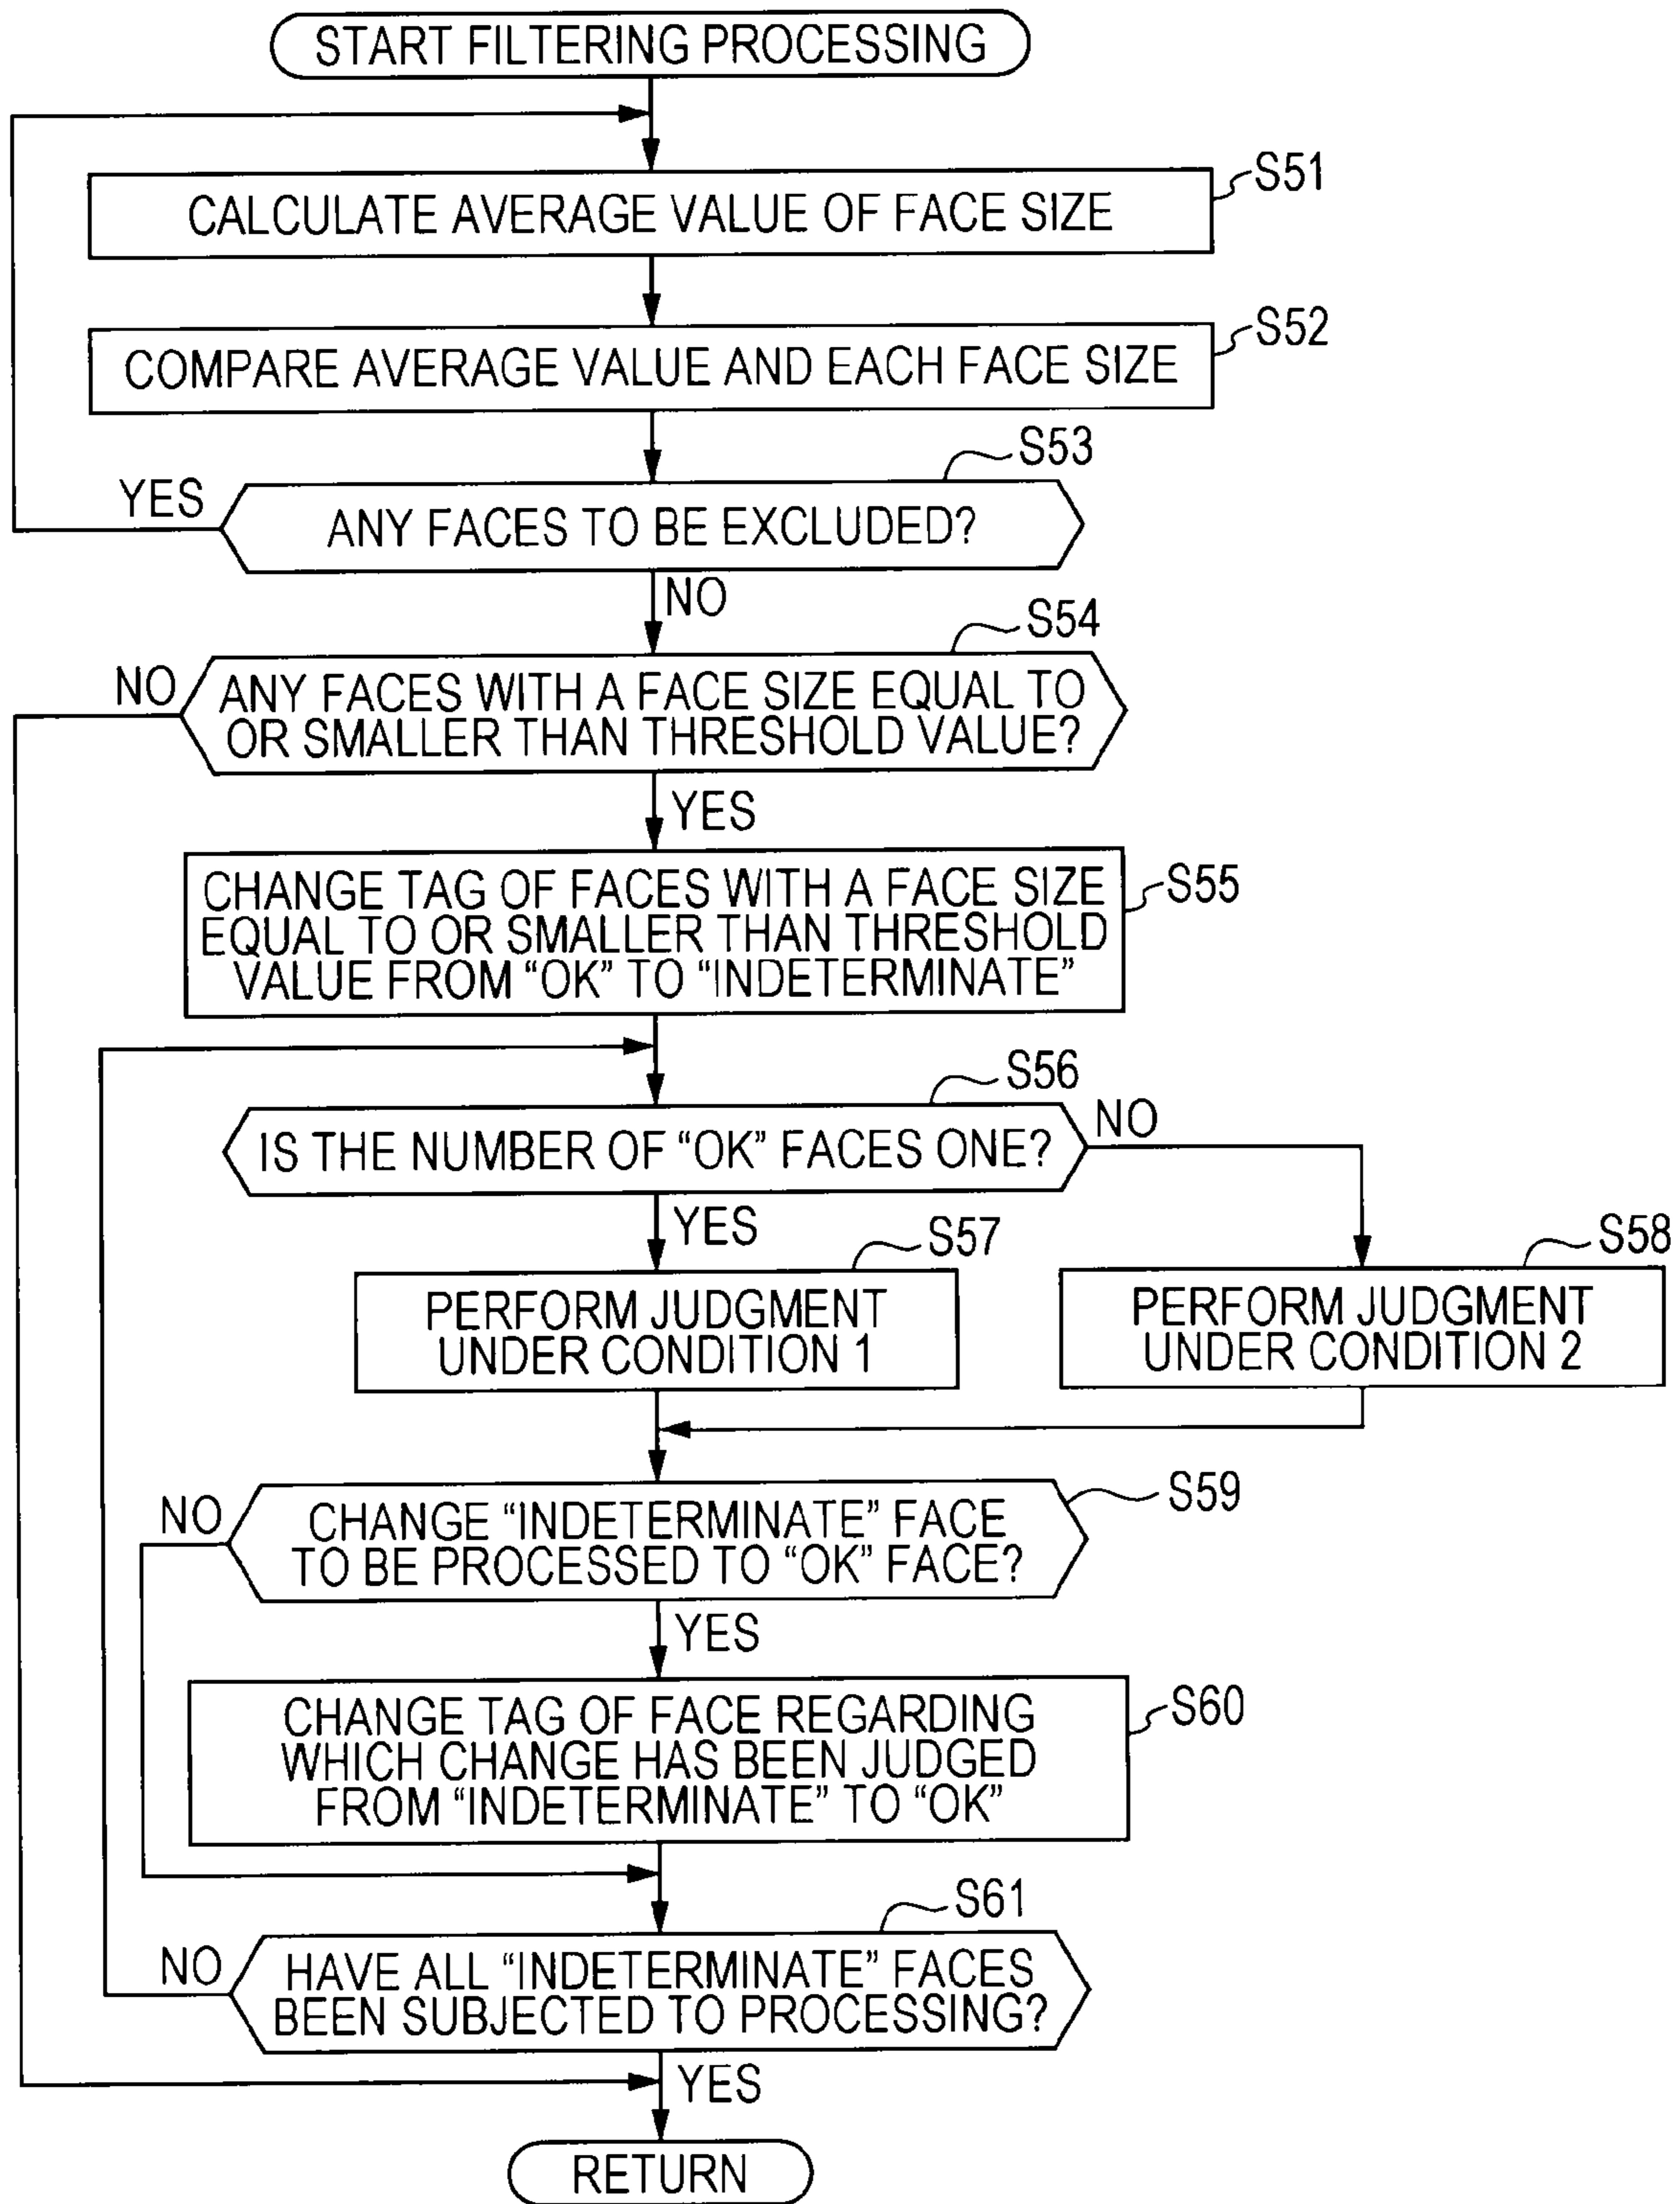 START FILTERING PROCESSING
S51
CALCULATE AVERAGE VALUE OF FACE SIZE
S52
COMPARE AVERAGE VALUE AND EACH FACE SIZE
S53
YES
ANY FACES TO BE EXCLUDED?
NO
S54
NO
ANY FACES WITH A FACE SIZE EQUAL TO
OR SMALLER THAN THRESHOLD VALUE?
YES
S55
CHANGE TAG OF FACES WITH A FACE SIZE
EQUAL TO OR SMALLER THAN THRESHOLD
VALUE FROM “OK” TO “INDETERMINATE”
S56
IS THE NUMBER OF “OK” FACES ONE?
NO
YES
S57
PERFORM JUDGMENT
UNDER CONDITION 1
S58
PERFORM JUDGMENT
UNDER CONDITION 2
S59
NO
CHANGE “INDETERMINATE” FACE
TO BE PROCESSED TO “OK” FACE?
YES
S60
CHANGE TAG OF FACE REGARDING
WHICH CHANGE HAS BEEN JUDGED
FROM “INDETERMINATE” TO “OK”
S61
NO
HAVE ALL “INDETERMINATE” FACES
BEEN SUBJECTED TO PROCESSING?
YES
RETURN